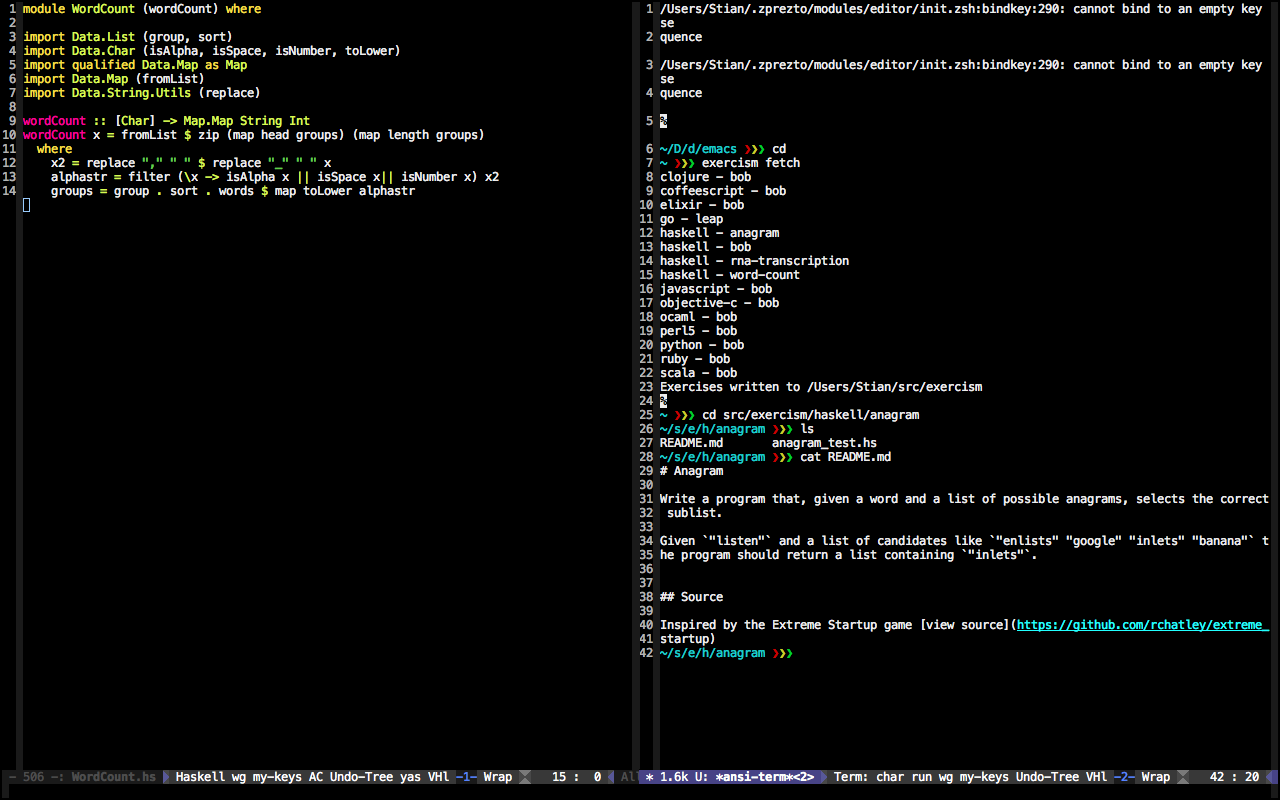 1 module WordCount (wordCount) where
2
3 import Data.List (group, sort)
4 import Data.Char (isAlpha, isSpace, isNumber, toLower)
5 import qualified Data.Map as Map
6 import Data.Map (fromList)
7 import Data.String.Utils (replace)
8
9 wordCount :: [Char] -> Map.Map String Int
10 wordCount x = fromList $ zip (map head groups) (map length groups)
11   where
12     x2 = replace "," " " $ replace "_" " " x
13     alphastr = filter (\x -> isAlpha x || isSpace x|| isNumber x) x2
14     groups = group . sort . words $ map toLower alphastr
- 506 -: WordCount.hs Haskell wg my-keys AC Undo-Tree yas VHl -1- Wrap 15 : 0 Al
1 /Users/Stian/.zprezto/modules/editor/init.zsh:bindkey:290: cannot bind to an empty key
se
2 quence
3 /Users/Stian/.zprezto/modules/editor/init.zsh:bindkey:290: cannot bind to an empty key
se
4 quence
5 %
6 ~/D/d/emacs ❯❯❯ cd
7 ~ ❯❯❯ exercism fetch
8 clojure - bob
9 coffeescript - bob
10 elixir - bob
11 go - leap
12 haskell - anagram
13 haskell - bob
14 haskell - rna-transcription
15 haskell - word-count
16 javascript - bob
17 objective-c - bob
18 ocaml - bob
19 perl5 - bob
20 python - bob
21 ruby - bob
22 scala - bob
23 Exercises written to /Users/Stian/src/exercism
24 %
25 ~ ❯❯❯ cd src/exercism/haskell/anagram
26 ~/s/e/h/anagram ❯❯❯ ls
27 README.md       anagram_test.hs
28 ~/s/e/h/anagram ❯❯❯ cat README.md
29 # Anagram
30
31 Write a program that, given a word and a list of possible anagrams, selects the correct
32  sublist.
33
34 Given `"listen"` and a list of candidates like `"enlists" "google" "inlets" "banana"` t
35 he program should return a list containing `"inlets"`.
36
37
38 ## Source
39
40 Inspired by the Extreme Startup game [view source](https://github.com/rchatley/extreme_
41 startup)
42 ~/s/e/h/anagram ❯❯❯
* 1.6k U: *ansi-term*<2> Term: char run wg my-keys Undo-Tree VHl -2- Wrap 42 : 20